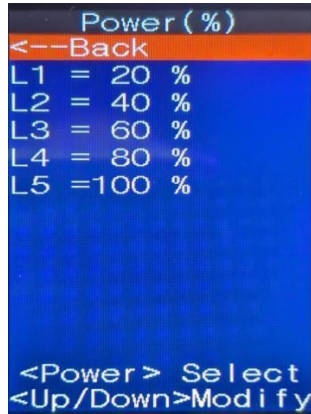 Power(%)
<--Back
L1 = 20 %
L2 = 40 %
L3 = 60 %
L4 = 80 %
L5 =100 %
<Power> Select
<Up/Down>Modify